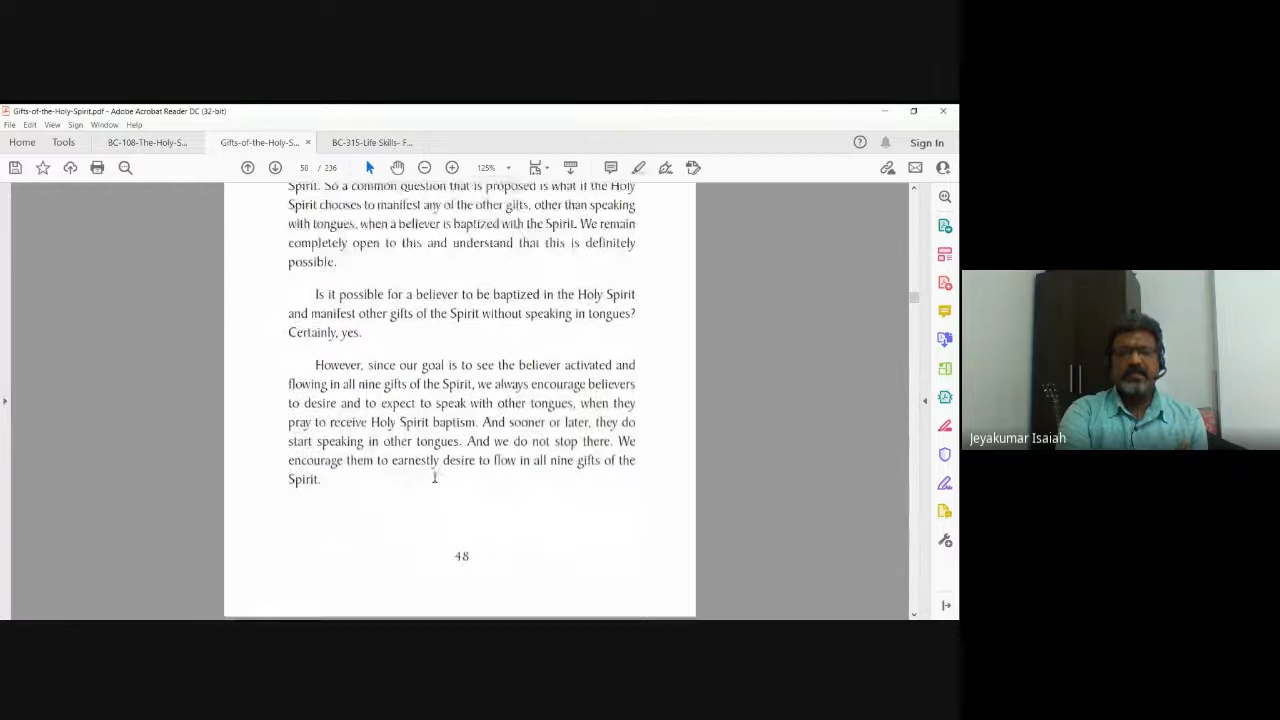 Gifts-of-the-Holy-Spirit.pdf - Adobe Acrobat Reader DC (32-bit)
File Edit View Sign Window Help
Home Tools BC-108-The-Holy-S... Gifts-of-the-Holy-S... × BC-315-Life Skills- F... Sign In
50 / 236 125%
Spirit. So a common question that is proposed is what if the Holy
Spirit chooses to manifest any of the other gifts, other than speaking
with tongues, when a believer is baptized with the Spirit. We remain
completely open to this and understand that this is definitely
possible.
Is it possible for a believer to be baptized in the Holy Spirit
and manifest other gifts of the Spirit without speaking in tongues?
Certainly, yes.
However, since our goal is to see the believer activated and
flowing in all nine gifts of the Spirit, we always encourage believers
to desire and to expect to speak with other tongues, when they
pray to receive Holy Spirit baptism. And sooner or later, they do
start speaking in other tongues. And we do not stop there. We
encourage them to earnestly desire to flow in all nine gifts of the
Spirit.
48
Jeyakumar Isaiah